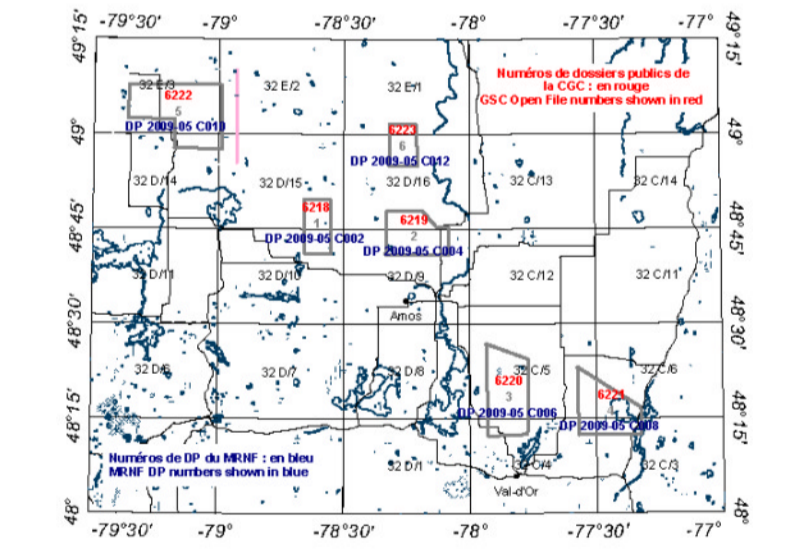 -79°30'
-79°
-78°30'
-78°
-77°30'
-77°
49°15'
49°15'
32 E/3
32 E/2
32 E/1
6222
5
DP 2009-05 C010
Numéros de dossiers publics de
la CGC : en rouge
GSC Open File numbers shown in red
49°
49°
6223
6
DP 2009-05 C012
32 D/14
32 D/15
32 D/16
32 C/13
32 C/14
6218
1
DP 2009-05 C002
6219
2
DP 2009-05 C004
48°45'
48°45'
32 D/11
32 D/10
32 D/9
32 C/12
32 C/11
Amos
48°30'
48°30'
32 D/6
32 D/7
32 D/8
32 C/5
32 C/6
6220
3
DP 2009-05 C006
6221
DP 2009-05 C008
48°15'
48°15'
Numéros de DP du MRNF : en bleu
MRNF DP numbers shown in blue
32 D/1
32 C/4
32 C/3
Val-d'Or
48°
48°
-79°30'
-79°
-78°30'
-78°
-77°30'
-77°